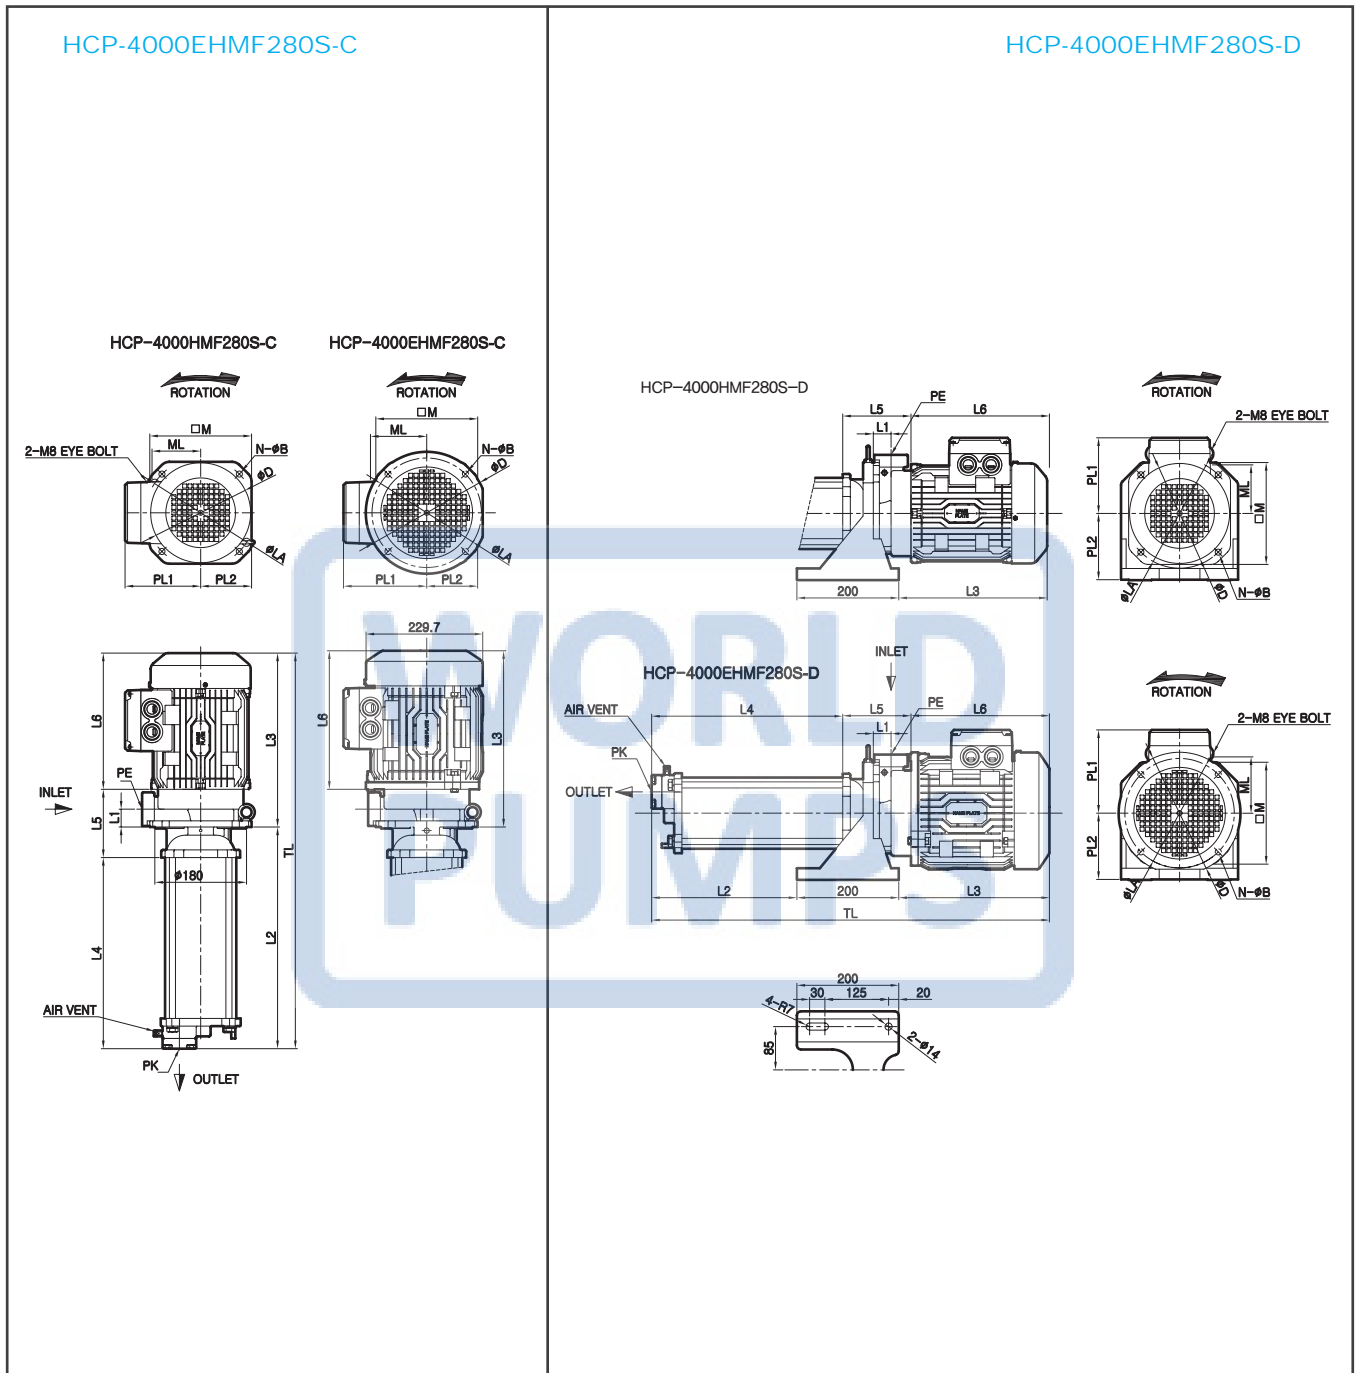 HCP-4000EHMF280S-C
HCP-4000EHMF280S-D
HCP-4000HMF280S-C
HCP-4000EHMF280S-C
ROTATION
ROTATION
□M
ML
2-M8 EYE BOLT
N-øB
øD
øLA
PL1
PL2
□M
ML
N-øB
øD
øLA
PL1
PL2
229.7
L6
L3
PE
INLET
L1
L5
TL
ø180
L4
L2
AIR VENT
PK
OUTLET
L6
L3
HCP-4000HMF280S-D
PE
L5
L6
L1
200
L3
ROTATION
2-M8 EYE BOLT
PL1
ML
□M
PL2
øLA
øD
N-øB
INLET
HCP-4000EHMF280S-D
AIR VENT
L4
L5
PE
L6
L1
PK
OUTLET
L2
200
L3
TL
ROTATION
2-M8 EYE BOLT
PL1
ML
□M
PL2
øLA
øD
N-øB
200
30
125
20
4-R7
85
2-ø14
NAME PLATE
WORLD
PUMPS